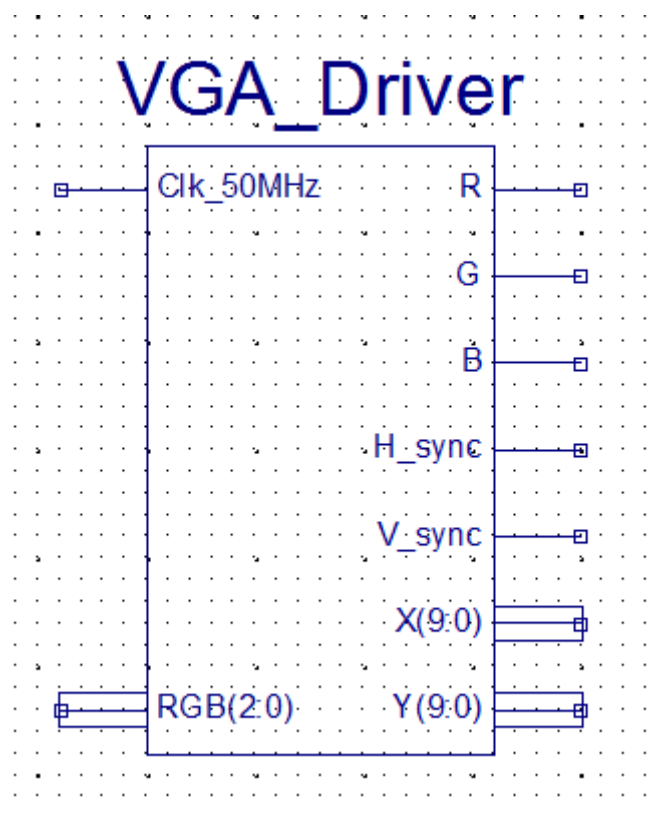 VGA_Driver
Clk_50MHz R
G
B
H_sync
V_sync
X(9:0)
RGB(2:0) Y(9:0)